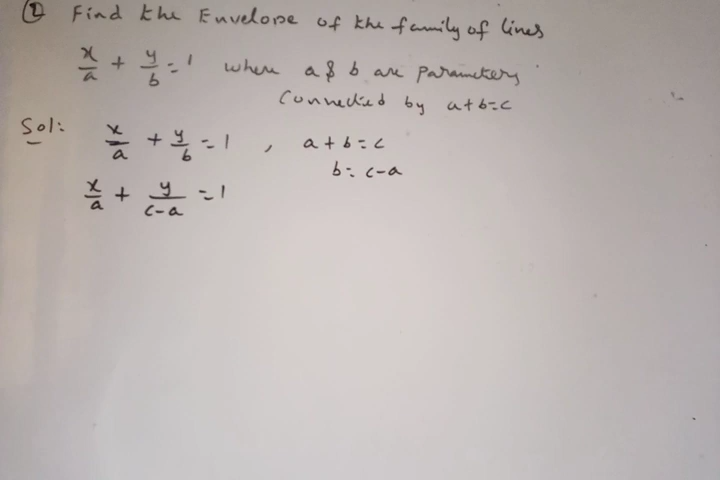 ② Find the Envelope of the family of lines
x/a + y/b = 1 where a & b are parameters
Connected by a+b=c
Sol: x/a + y/b = 1 , a+b=c
b= c-a
x/a + y/(c-a) = 1